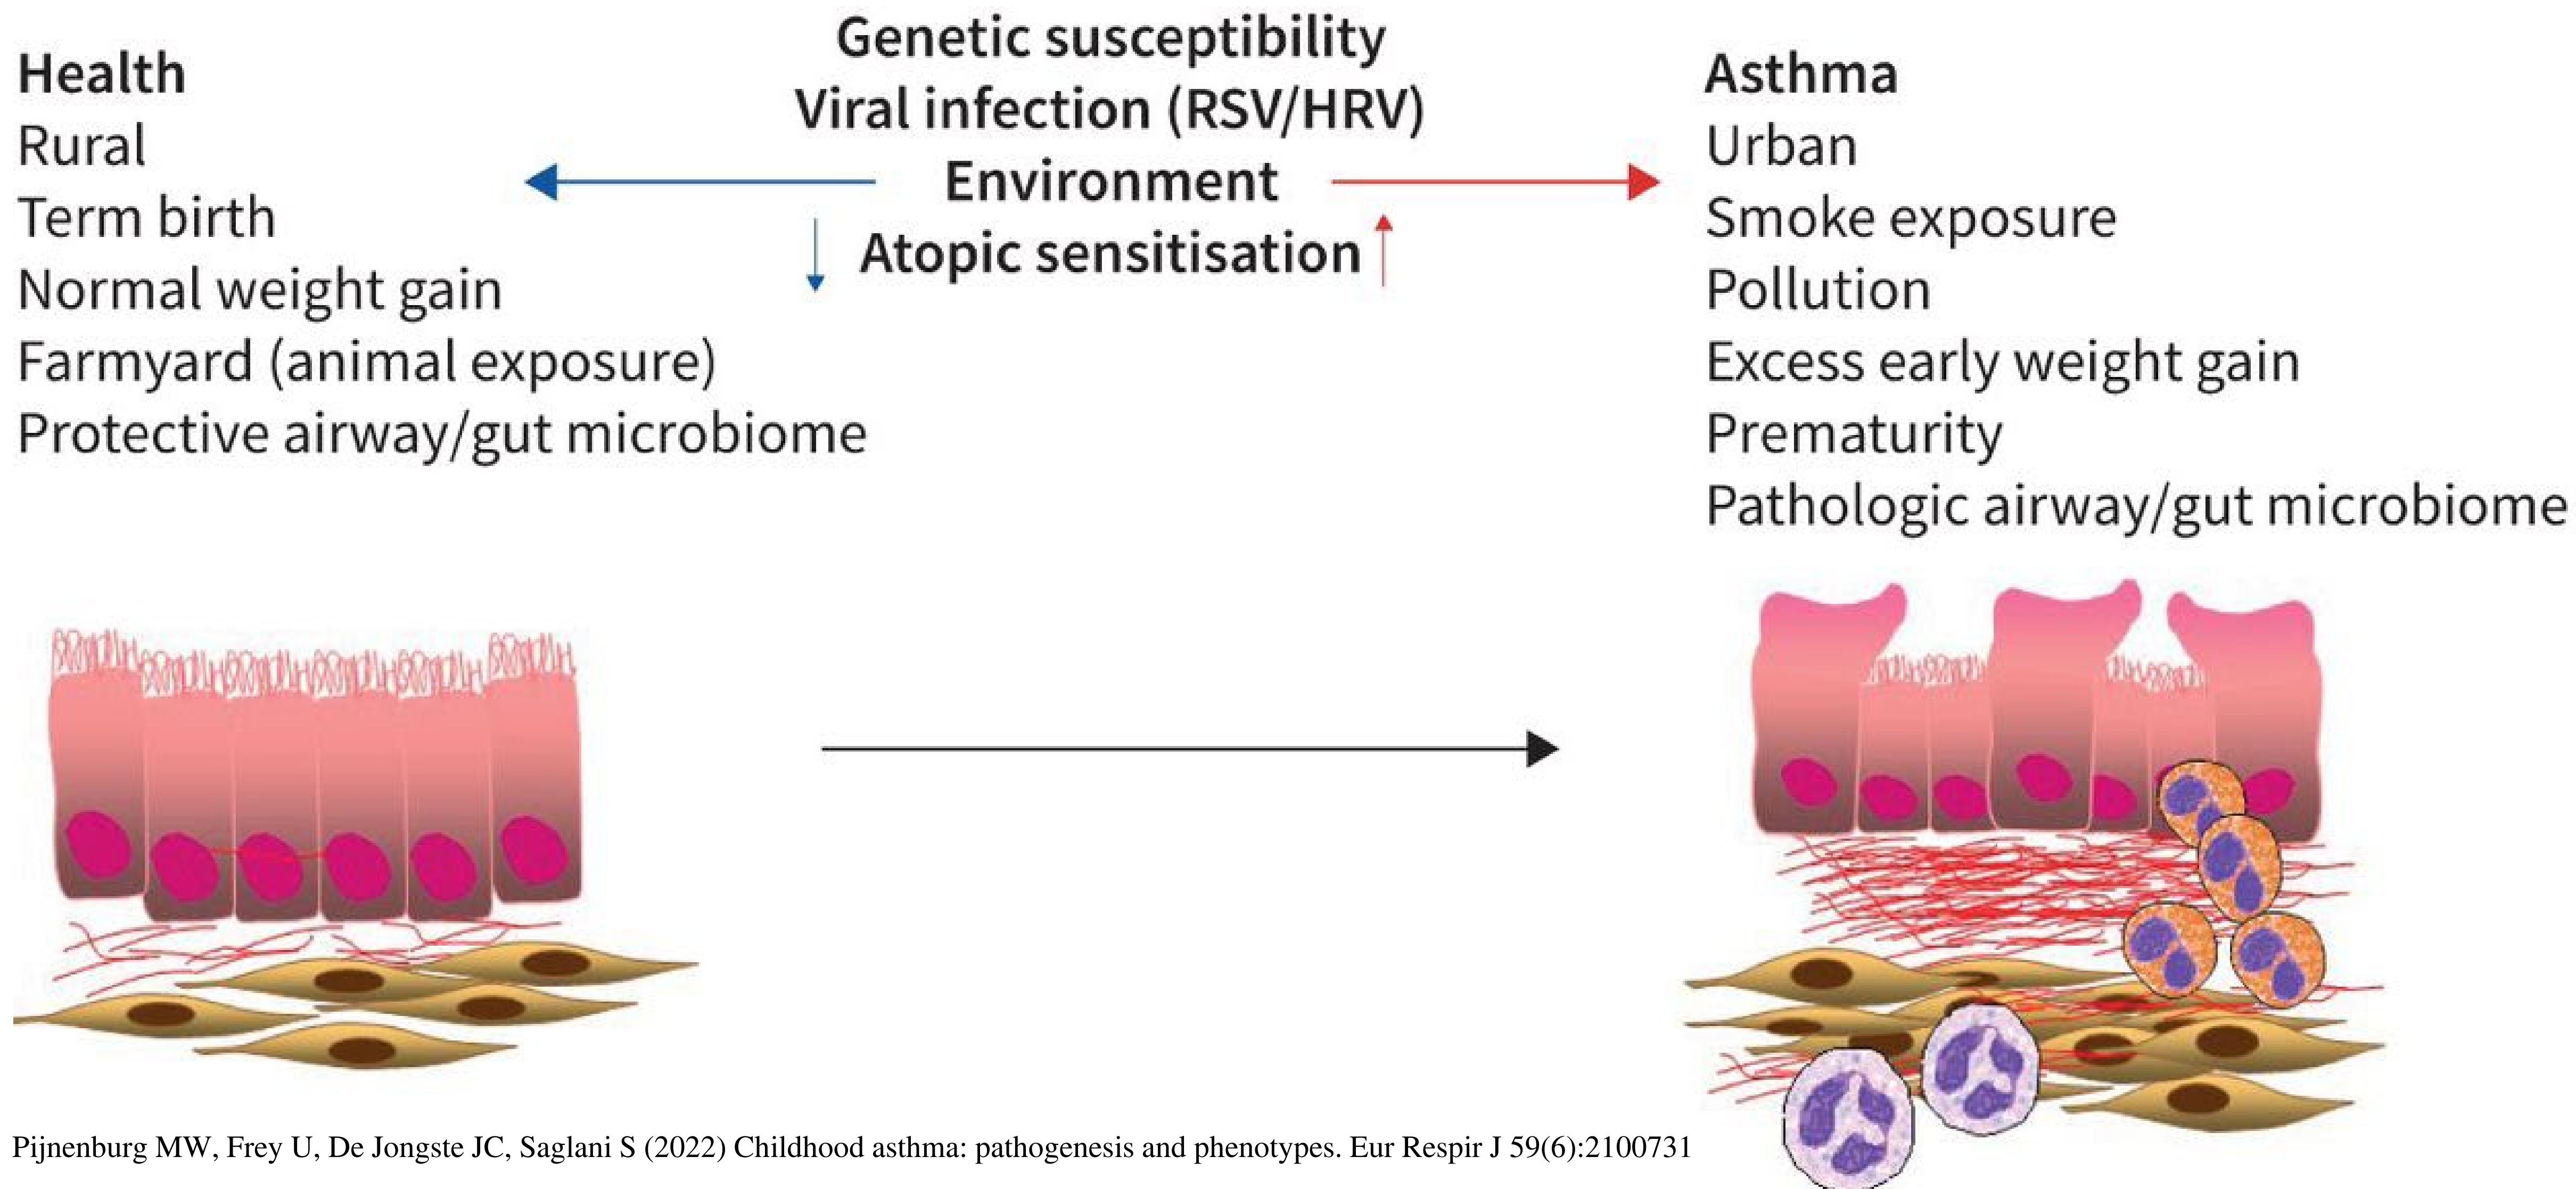 Genetic susceptibility
Viral infection (RSV/HRV)
Environment
Atopic sensitisation
Health
Rural
Term birth
Normal weight gain
Farmyard (animal exposure)
Protective airway/gut microbiome
Asthma
Urban
Smoke exposure
Pollution
Excess early weight gain
Prematurity
Pathologic airway/gut microbiome
Pijnenburg MW, Frey U, De Jongste JC, Saglani S (2022) Childhood asthma: pathogenesis and phenotypes. Eur Respir J 59(6):2100731